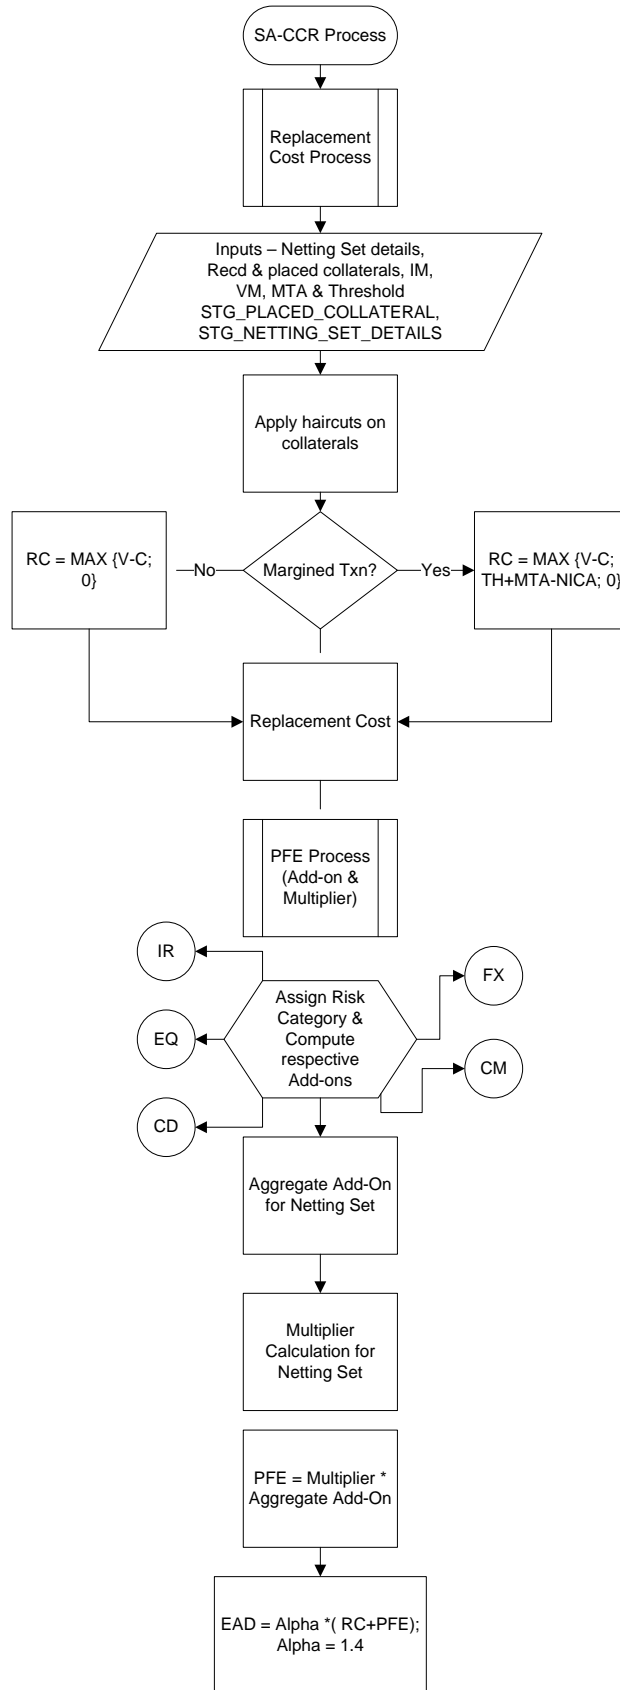 SA-CCR Process
Replacement
Cost Process
Inputs – Netting Set details,
Recd & placed collaterals, IM,
VM, MTA & Threshold
STG_PLACED_COLLATERAL,
STG_NETTING_SET_DETAILS
Apply haircuts on
collaterals
RC = MAX {V-C;
0}
No
Margined Txn?
Yes
RC = MAX {V-C;
TH+MTA-NICA; 0}
Replacement Cost
PFE Process
(Add-on &
Multiplier)
IR
EQ
CD
Assign Risk
Category &
Compute
respective
Add-ons
FX
CM
Aggregate Add-On
for Netting Set
Multiplier
Calculation for
Netting Set
PFE = Multiplier *
Aggregate Add-On
EAD = Alpha *( RC+PFE);
Alpha = 1.4